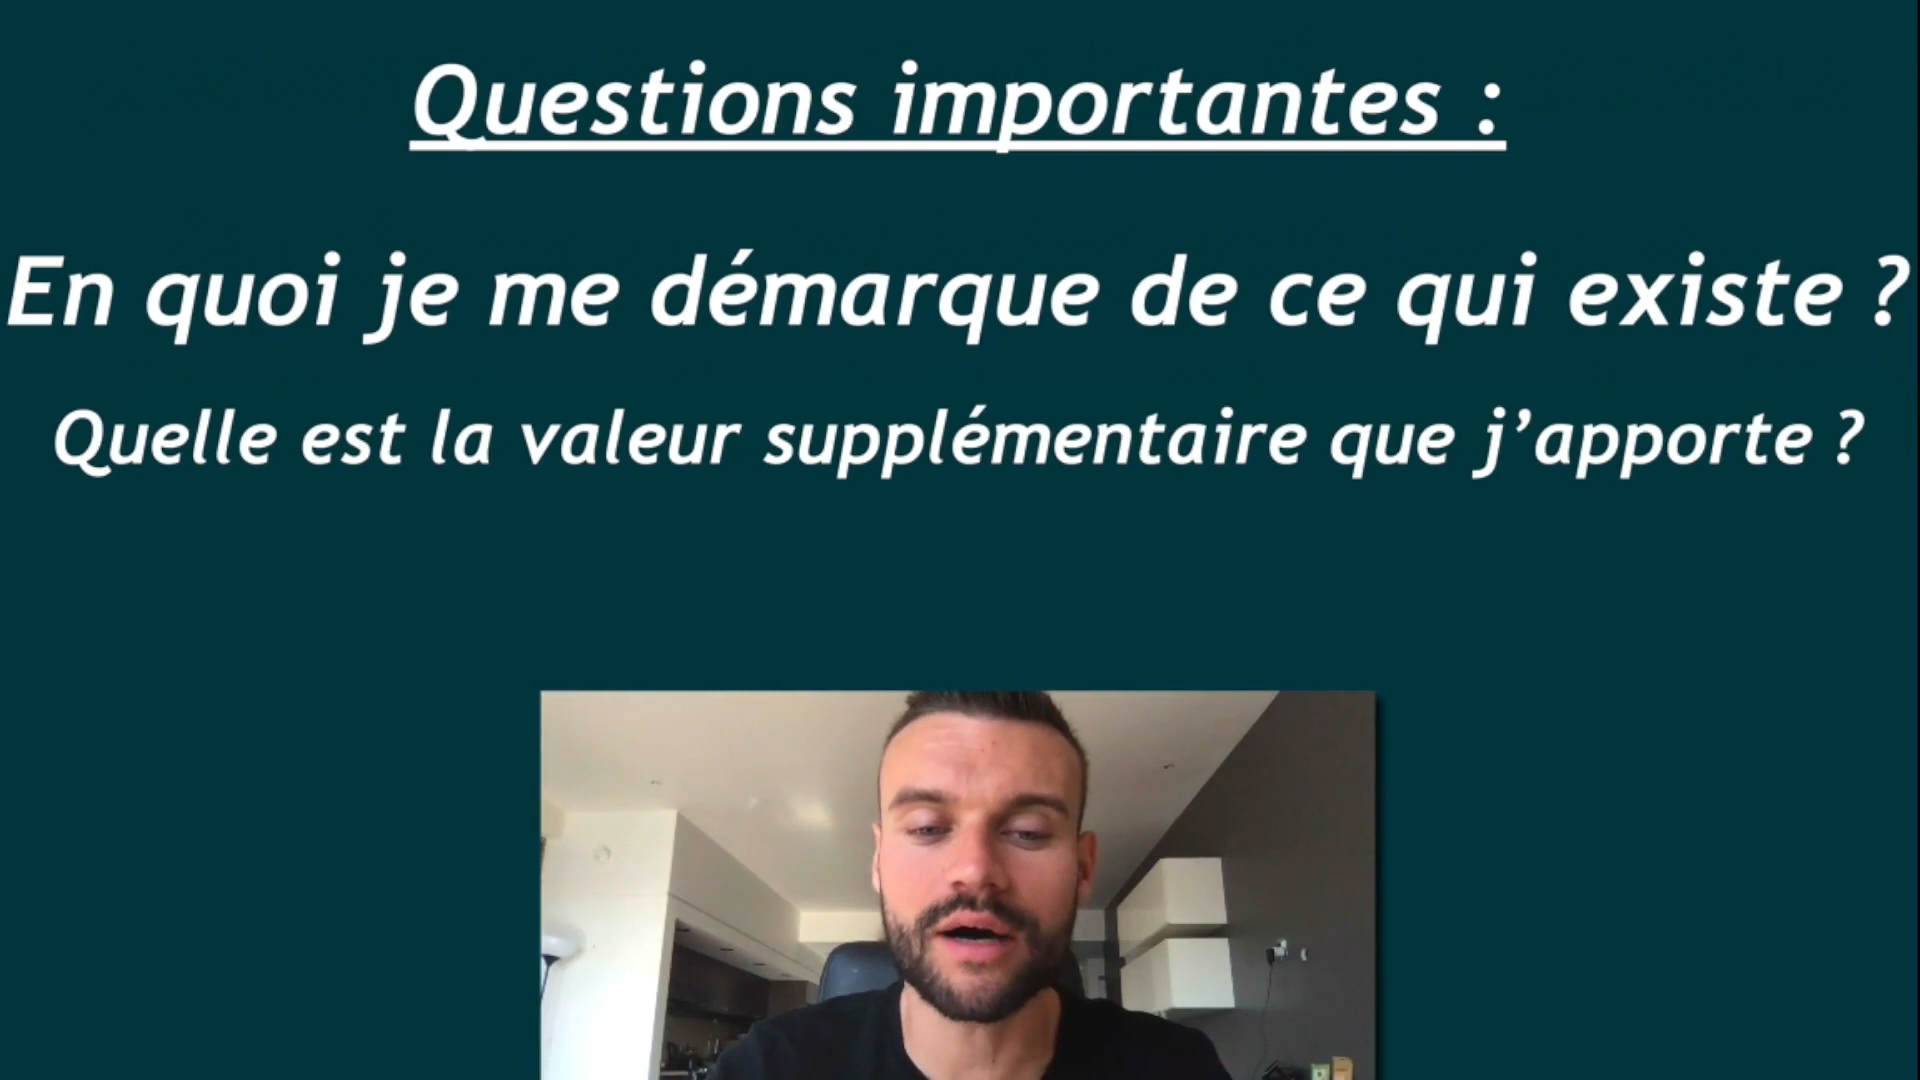 Questions importantes :
En quoi je me démarque de ce qui existe ?
Quelle est la valeur supplémentaire que j’apporte ?